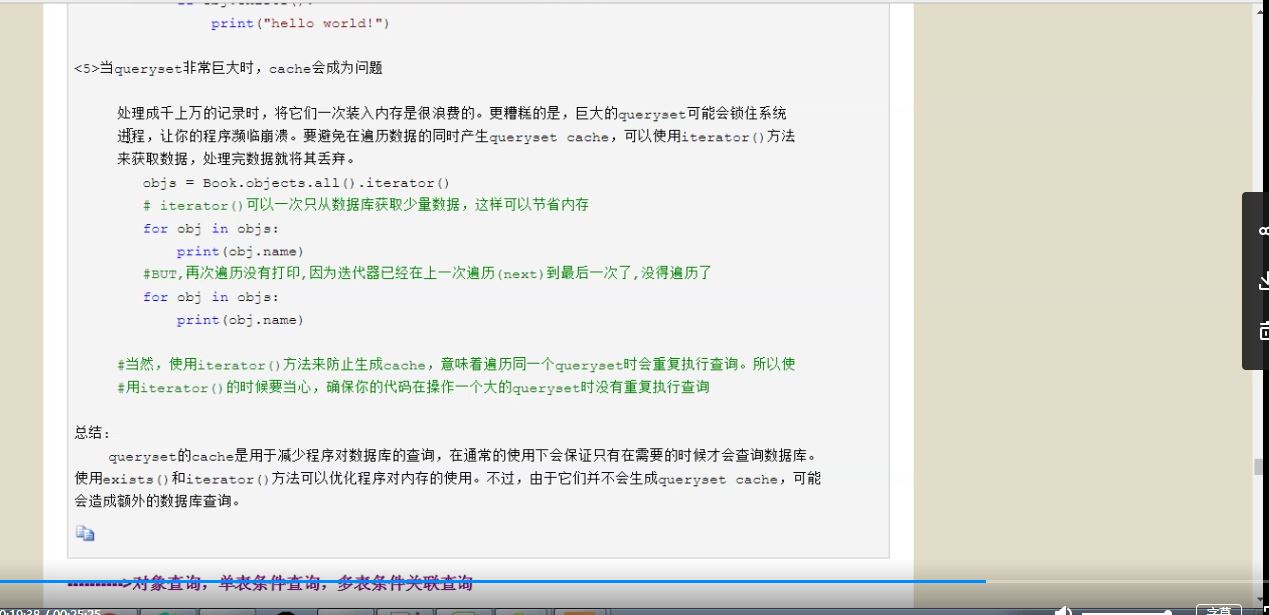 print("hello world!")
<5>当queryset非常巨大时，cache会成为问题
处理成千上万的记录时，将它们一次装入内存是很浪费的。更糟糕的是，巨大的queryset可能会锁住系统
进程，让你的程序濒临崩溃。要避免在遍历数据的同时产生queryset cache，可以使用iterator()方法
来获取数据，处理完数据就将其丢弃。
objs = Book.objects.all().iterator()
# iterator()可以一次只从数据库获取少量数据，这样可以节省内存
for obj in objs:
print(obj.name)
#BUT,再次遍历没有打印,因为迭代器已经在上一次遍历(next)到最后一次了,没得遍历了
for obj in objs:
print(obj.name)
#当然，使用iterator()方法来防止生成cache，意味着遍历同一个queryset时会重复执行查询。所以使
#用iterator()的时候要当心，确保你的代码在操作一个大的queryset时没有重复执行查询
总结：
queryset的cache是用于减少程序对数据库的查询，在通常的使用下会保证只有在需要的时候才会查询数据库。
使用exists()和iterator()方法可以优化程序对内存的使用。不过，由于它们并不会生成queryset cache，可能
会造成额外的数据库查询。
---------->对象查询，单表条件查询，多表条件关联查询
0:19:38 / 00:25:25
字幕